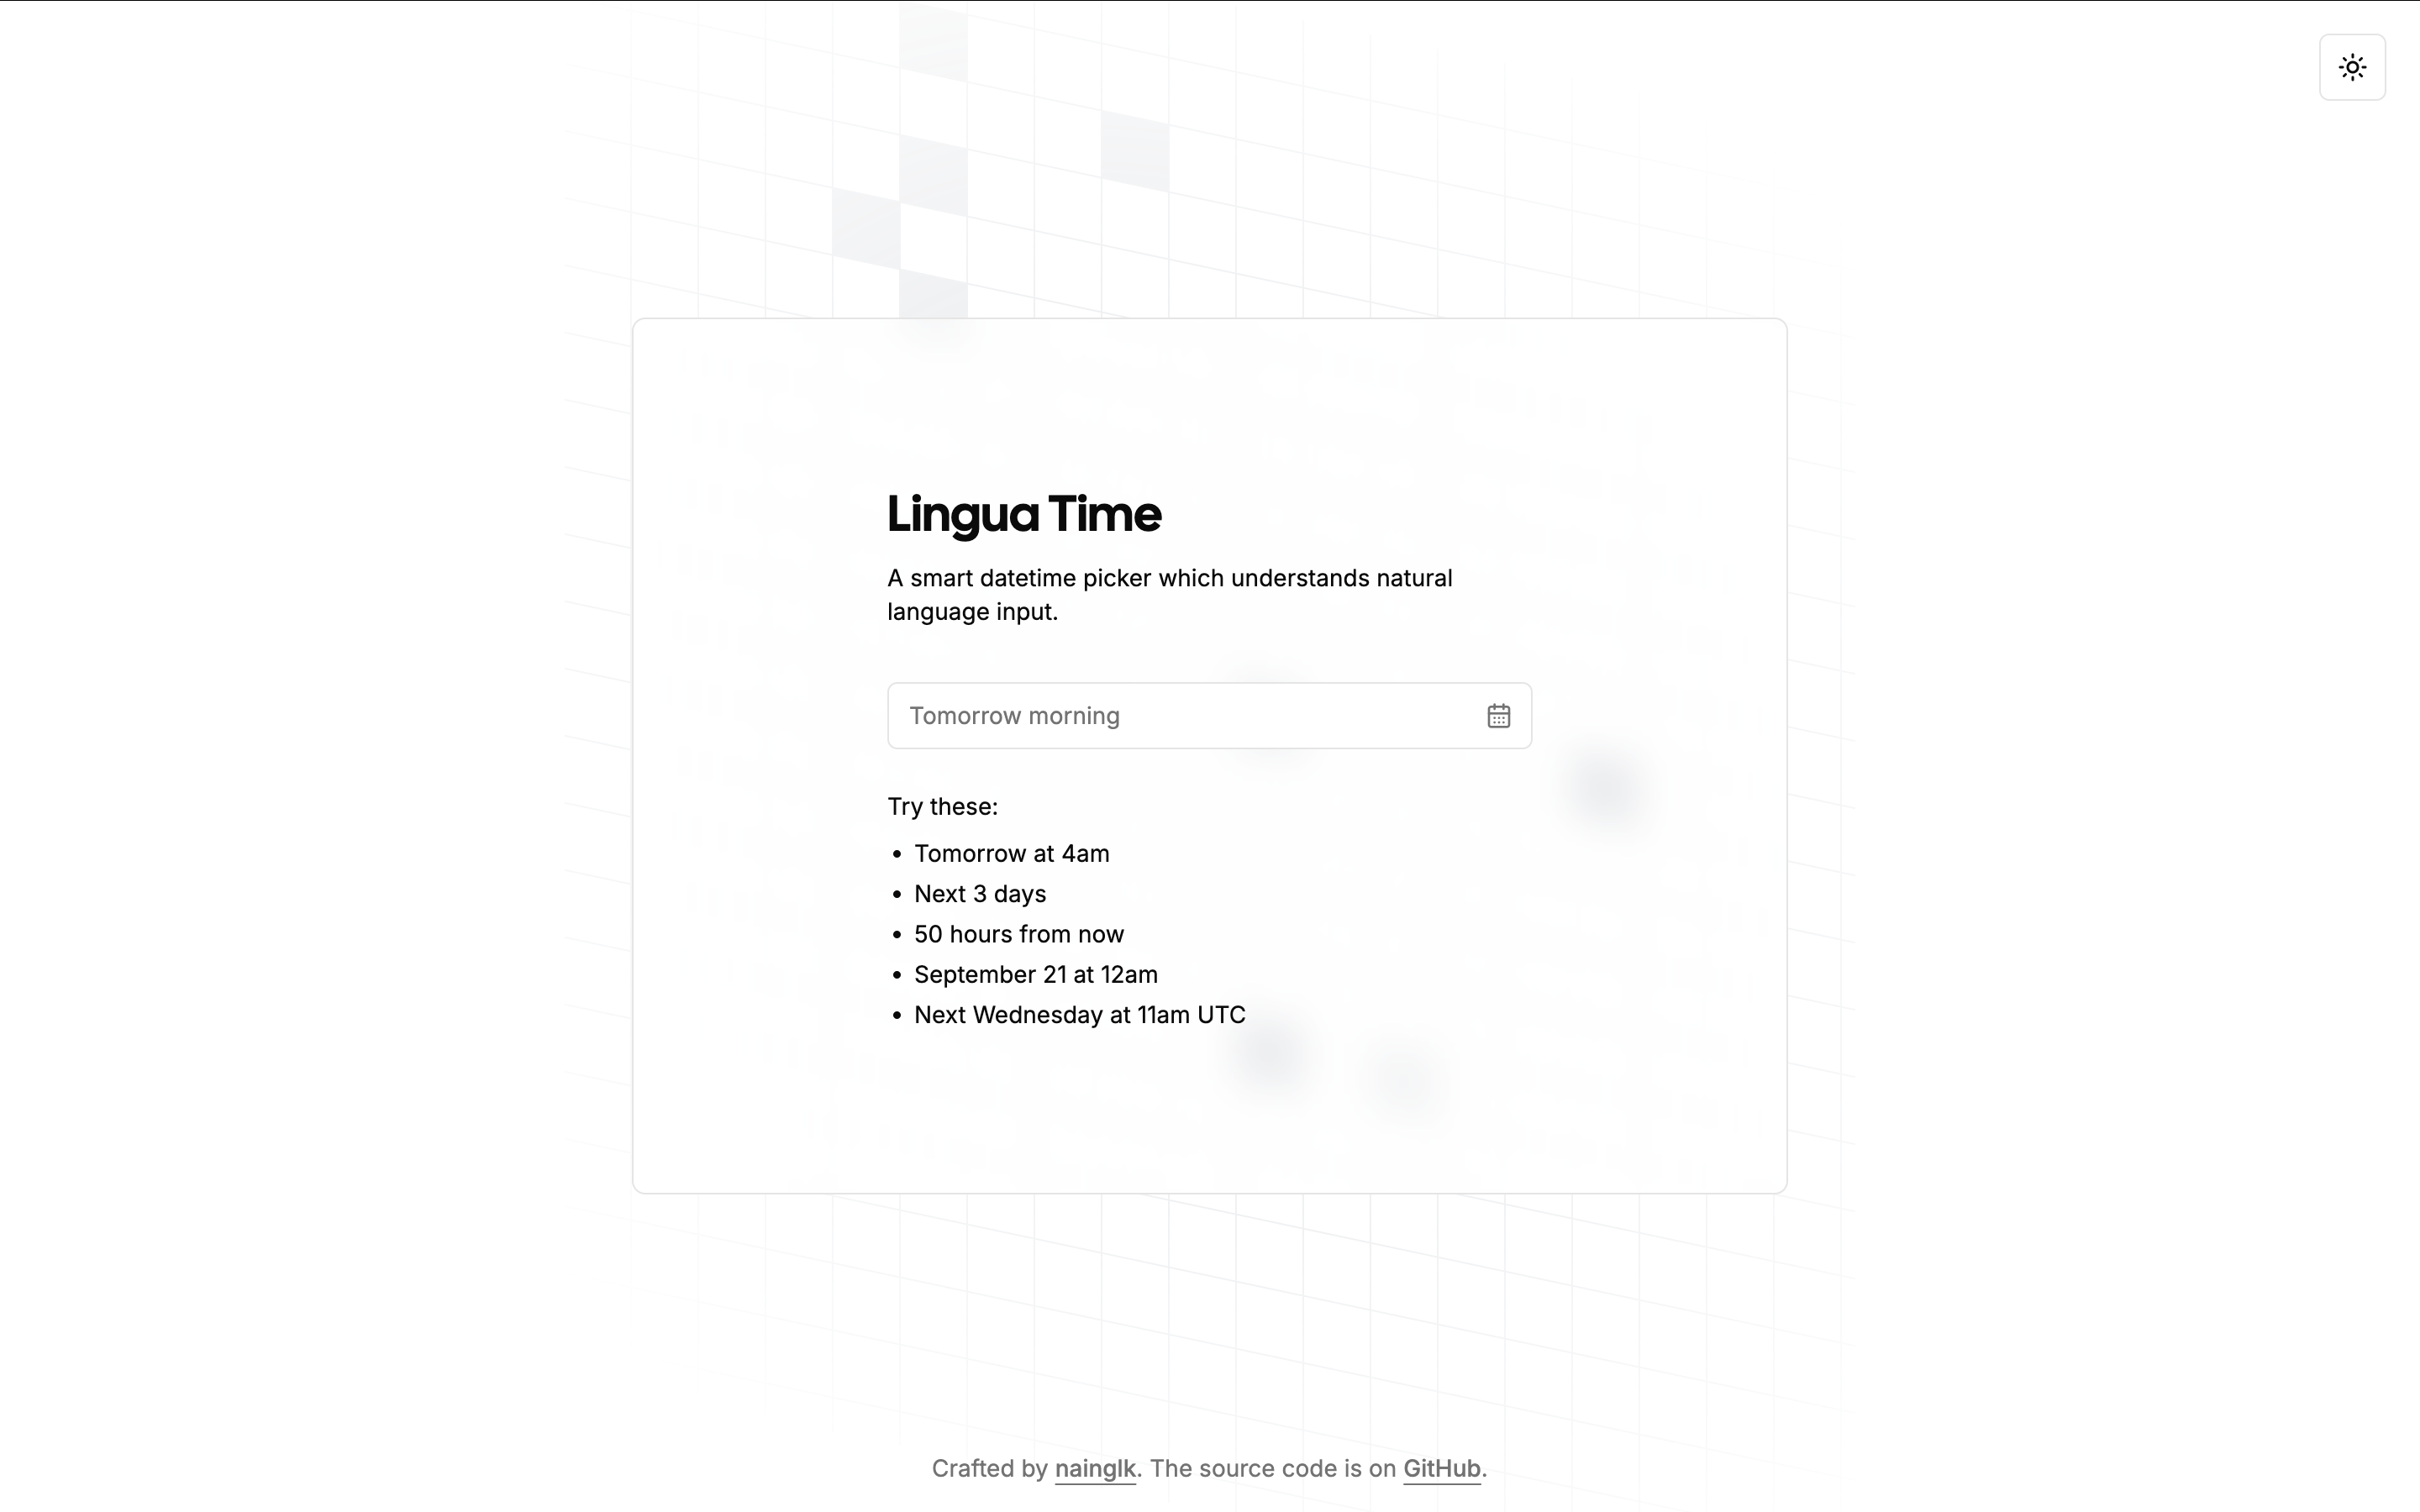 Lingua Time
A smart datetime picker which understands natural
language input.
Tomorrow morning
Try these:
• Tomorrow at 4am
• Next 3 days
• 50 hours from now
• September 21 at 12am
• Next Wednesday at 11am UTC
Crafted by nainglk. The source code is on GitHub.